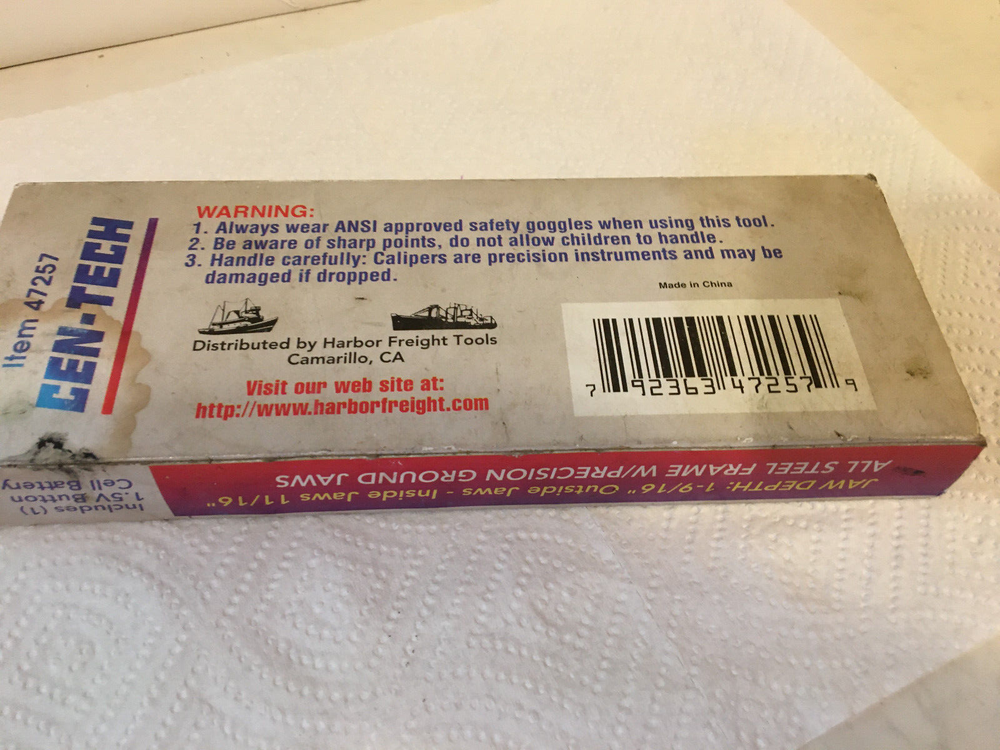 Item 47257
CEN-TECH
WARNING:
1. Always wear ANSI approved safety goggles when using this tool.
2. Be aware of sharp points, do not allow children to handle.
3. Handle carefully: Calipers are precision instruments and may be
damaged if dropped.
Made in China
Distributed by Harbor Freight Tools
Camarillo, CA
Visit our web site at:
http://www.harborfreight.com
7 92363 47257 9
ALL STEEL FRAME W/PRECISION GROUND JAWS
JAW DEPTH: 1-9/16" Outside Jaws - Inside Jaws 11/16"
Includes (1)
1.5V Button
Cell Battery